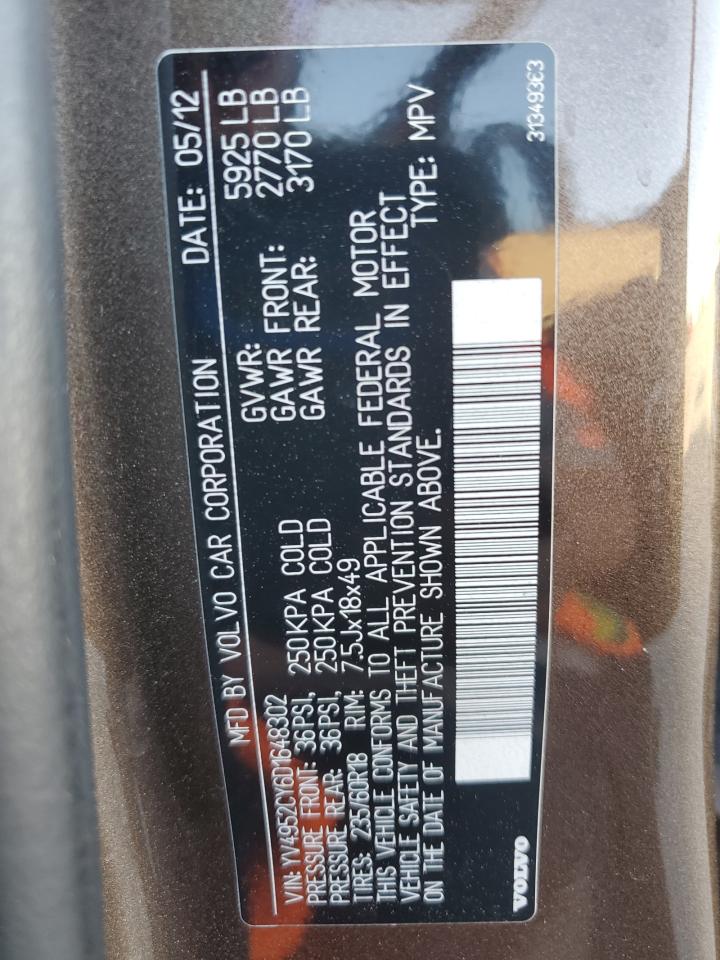 MFD BY VOLVO CAR CORPORATION DATE: 05/12
VIN: YV4952CY6D1648302 GVWR: 5925 LB
PRESSURE FRONT: 36PSI, 250KPA COLD GAWR FRONT: 2770 LB
PRESSURE REAR: 36PSI, 250KPA COLD GAWR REAR: 3170 LB
TIRES: 235/60R18 RIM: 7.5Jx18x49
THIS VEHICLE CONFORMS TO ALL APPLICABLE FEDERAL MOTOR
VEHICLE SAFETY AND THEFT PREVENTION STANDARDS IN EFFECT
ON THE DATE OF MANUFACTURE SHOWN ABOVE. TYPE: MPV
VOLVO 31349363